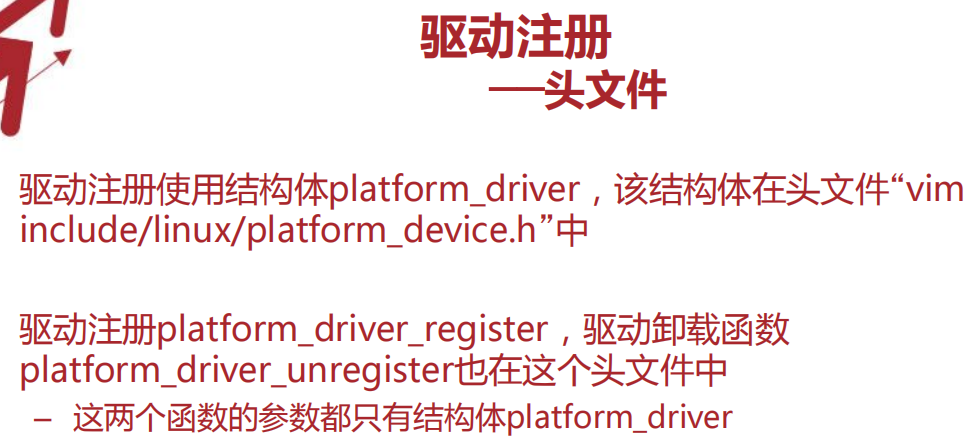 驱动注册
──头文件
驱动注册使用结构体platform_driver，该结构体在头文件“vim
include/linux/platform_device.h”中
驱动注册platform_driver_register，驱动卸载函数
platform_driver_unregister也在这个头文件中
– 这两个函数的参数都只有结构体platform_driver